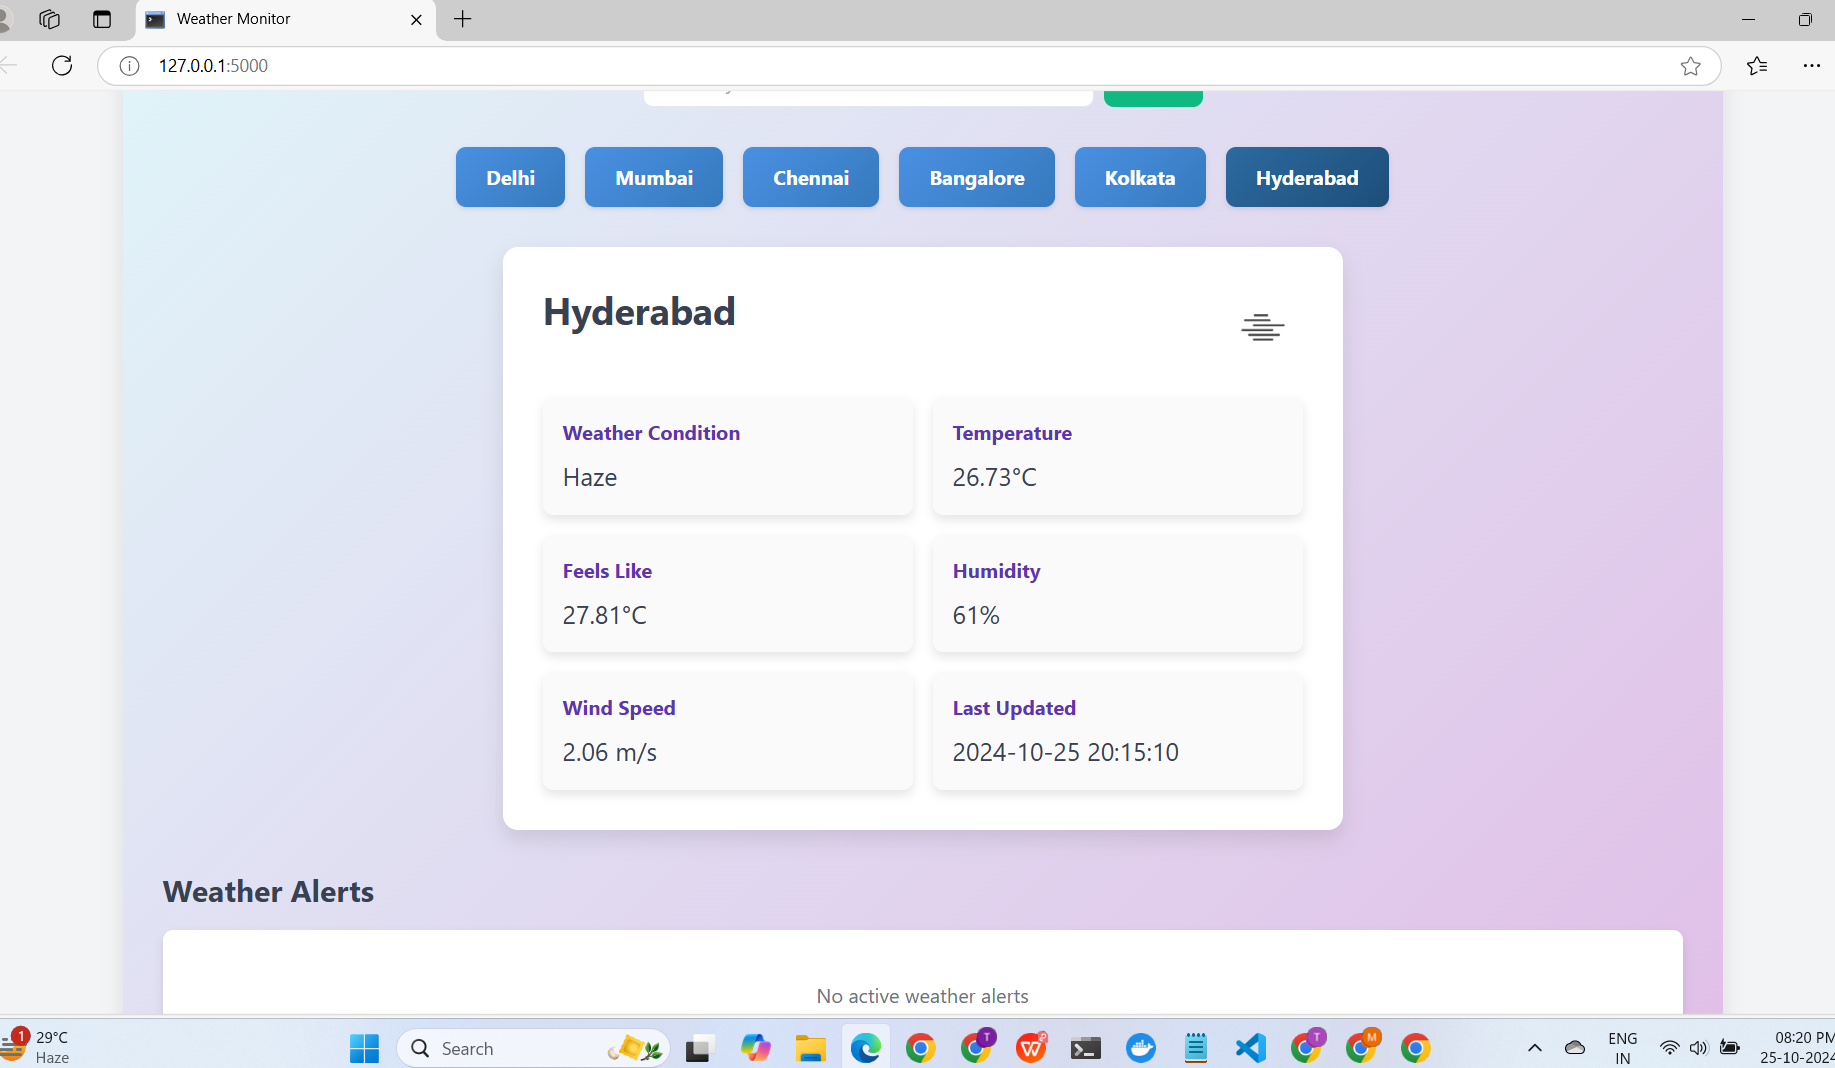 Weather Monitor
127.0.0.1:5000
Delhi Mumbai Chennai Bangalore Kolkata Hyderabad
Hyderabad
Weather Condition Temperature
Haze 26.73°C
Feels Like Humidity
27.81°C 61%
Wind Speed Last Updated
2.06 m/s 2024-10-25 20:15:10
Weather Alerts
No active weather alerts
1 29°C
Haze
Search
T
T
M
ENG
IN
08:20 PM
25-10-2024